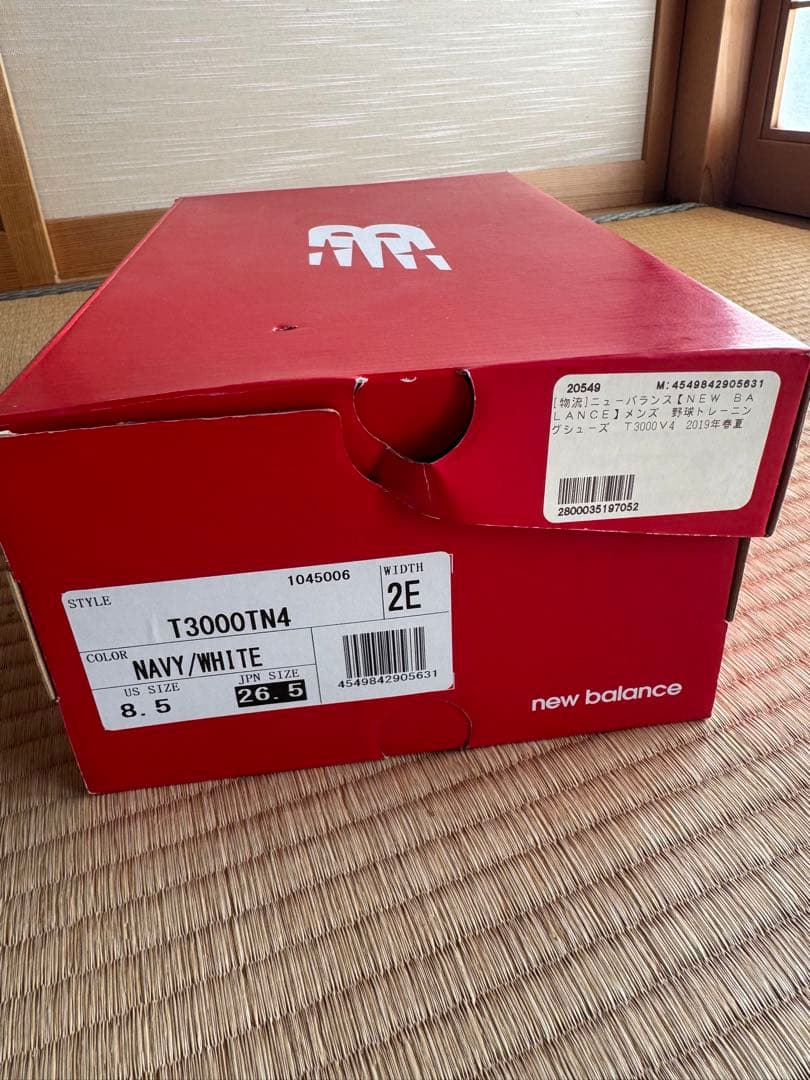 20549 M:4549842905631
[物流]ニューバランス【NEW BA
LANCE】メンズ 野球トレーニン
グシューズ T3000V4 2019年春夏
2800035197052
1045006
WIDTH
2E
STYLE
T3000TN4
COLOR
NAVY/WHITE
US SIZE
8.5
JPN SIZE
26.5
4549842905631
new balance